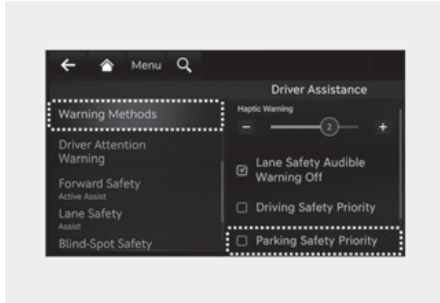 Menu
Driver Assistance
Warning Methods
Driver Attention
Warning
Forward Safety
Active Assist
Lane Safety
Assist
Blind-Spot Safety
Haptic Warning
2
Lane Safety Audible
Warning Off
Driving Safety Priority
Parking Safety Priority